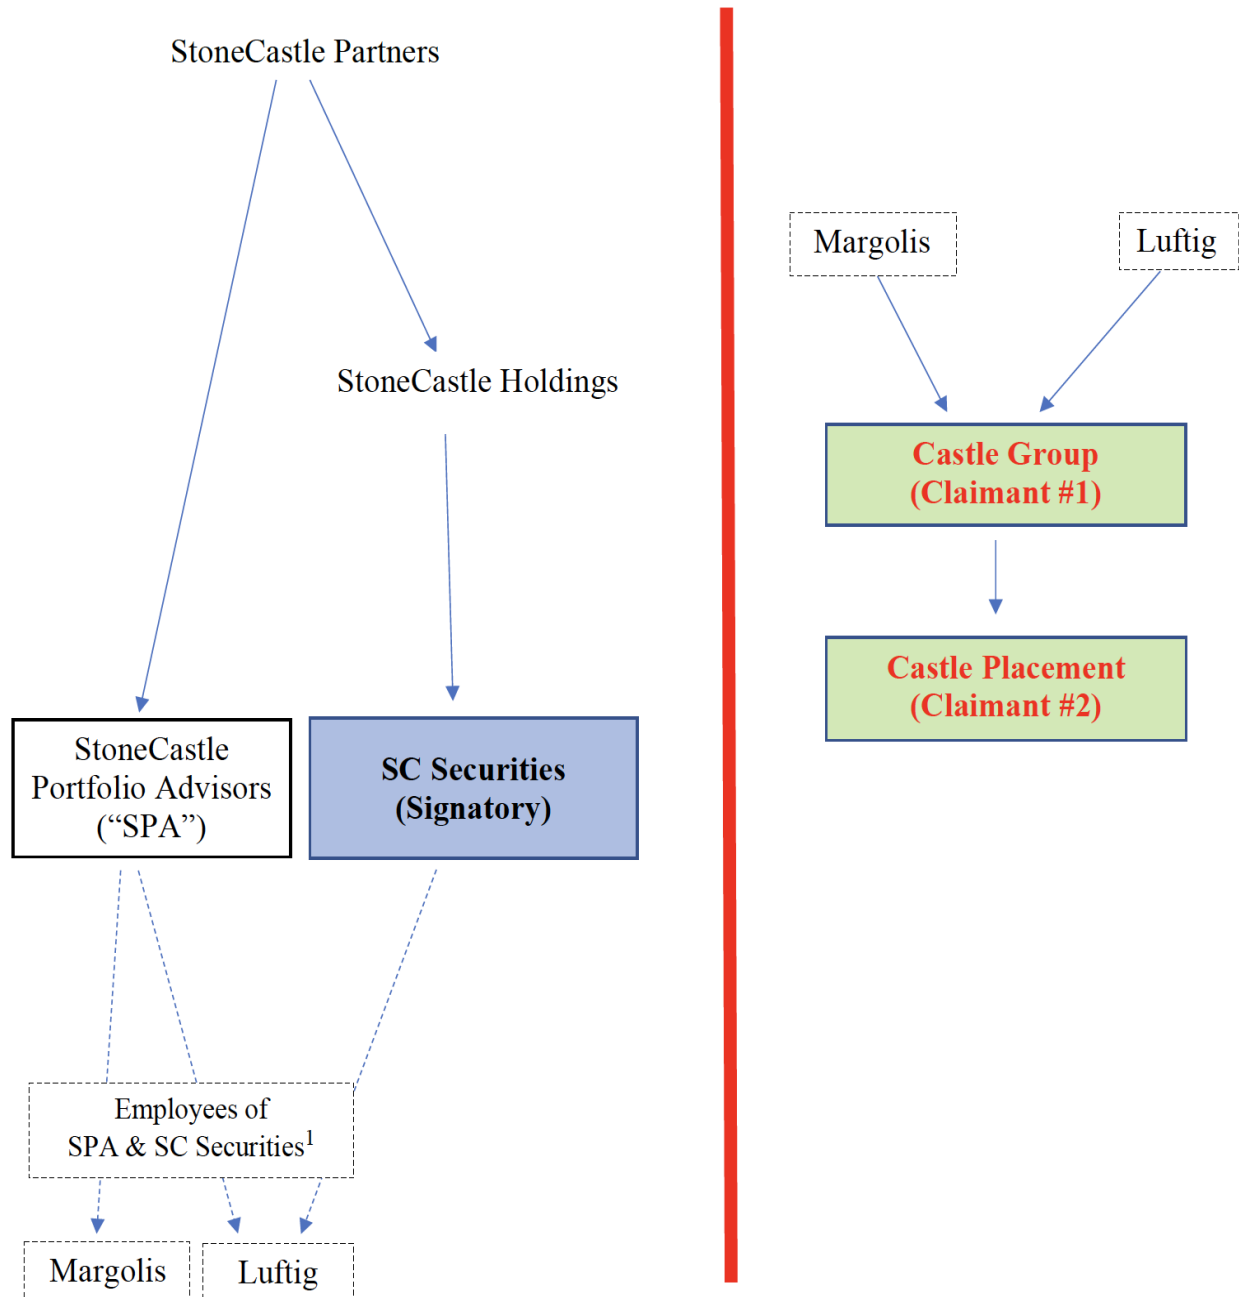 StoneCastle Partners
StoneCastle Holdings
StoneCastle
Portfolio Advisors
(“SPA”)
SC Securities
(Signatory)
Employees of
SPA & SC Securities1
Margolis
Luftig
Margolis
Luftig
Castle Group
(Claimant #1)
Castle Placement
(Claimant #2)